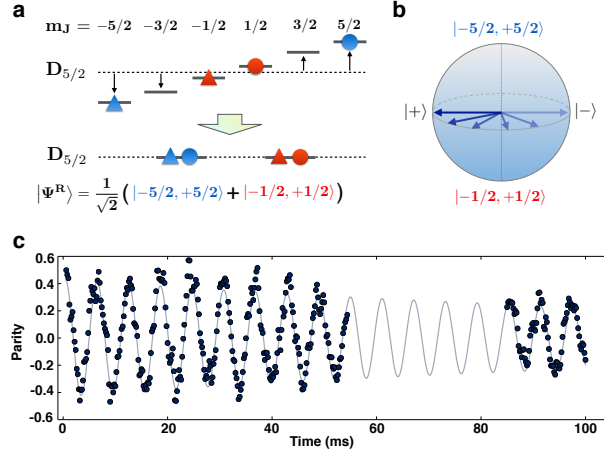 a
m_J = −5/2 −3/2 −1/2 1/2 3/2 5/2
D_5/2
D_5/2
|Ψ^R⟩ = 1/√2 (|−5/2, +5/2⟩ + |−1/2, +1/2⟩)
b
|−5/2, +5/2⟩
|+⟩ |−⟩
|−1/2, +1/2⟩
c
0.6
0.4
0.2
0.0
-0.2
-0.4
-0.6
Parity
0 20 40 60 80 100
Time (ms)